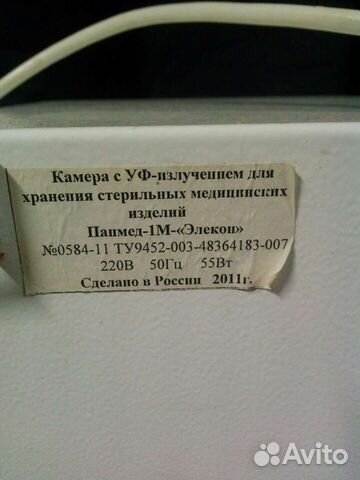 Камера с УФ-излучением для
хранения стерильных медицинских
изделий
Панмед-1М-«Элекон»
№0584-11 ТУ9452-003-48364183-007
220В 50Гц 55Вт
Сделано в России 2011г.
Avito